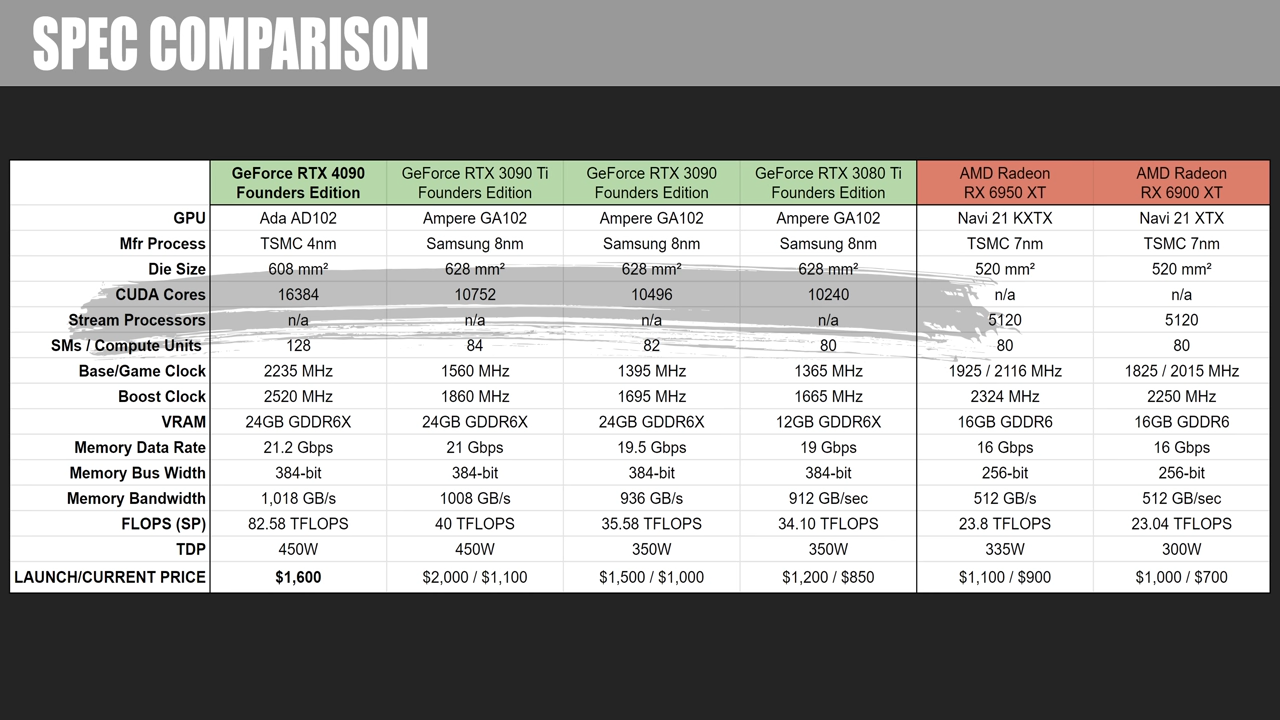 SPEC COMPARISON
GeForce RTX 4090 Founders Edition GeForce RTX 3090 Ti Founders Edition GeForce RTX 3090 Founders Edition GeForce RTX 3080 Ti Founders Edition AMD Radeon RX 6950 XT AMD Radeon RX 6900 XT
GPU Ada AD102 Ampere GA102 Ampere GA102 Ampere GA102 Navi 21 KXTX Navi 21 XTX
Mfr Process TSMC 4nm Samsung 8nm Samsung 8nm Samsung 8nm TSMC 7nm TSMC 7nm
Die Size 608 mm² 628 mm² 628 mm² 628 mm² 520 mm² 520 mm²
CUDA Cores 16384 10752 10496 10240 n/a n/a
Stream Processors n/a n/a n/a n/a 5120 5120
SMs / Compute Units 128 84 82 80 80 80
Base/Game Clock 2235 MHz 1560 MHz 1395 MHz 1365 MHz 1925 / 2116 MHz 1825 / 2015 MHz
Boost Clock 2520 MHz 1860 MHz 1695 MHz 1665 MHz 2324 MHz 2250 MHz
VRAM 24GB GDDR6X 24GB GDDR6X 24GB GDDR6X 12GB GDDR6X 16GB GDDR6 16GB GDDR6
Memory Data Rate 21.2 Gbps 21 Gbps 19.5 Gbps 19 Gbps 16 Gbps 16 Gbps
Memory Bus Width 384-bit 384-bit 384-bit 384-bit 256-bit 256-bit
Memory Bandwidth 1,018 GB/s 1008 GB/s 936 GB/s 912 GB/sec 512 GB/s 512 GB/sec
FLOPS (SP) 82.58 TFLOPS 40 TFLOPS 35.58 TFLOPS 34.10 TFLOPS 23.8 TFLOPS 23.04 TFLOPS
TDP 450W 450W 350W 350W 335W 300W
LAUNCH/CURRENT PRICE $1,600 $2,000 / $1,100 $1,500 / $1,000 $1,200 / $850 $1,100 / $900 $1,000 / $700